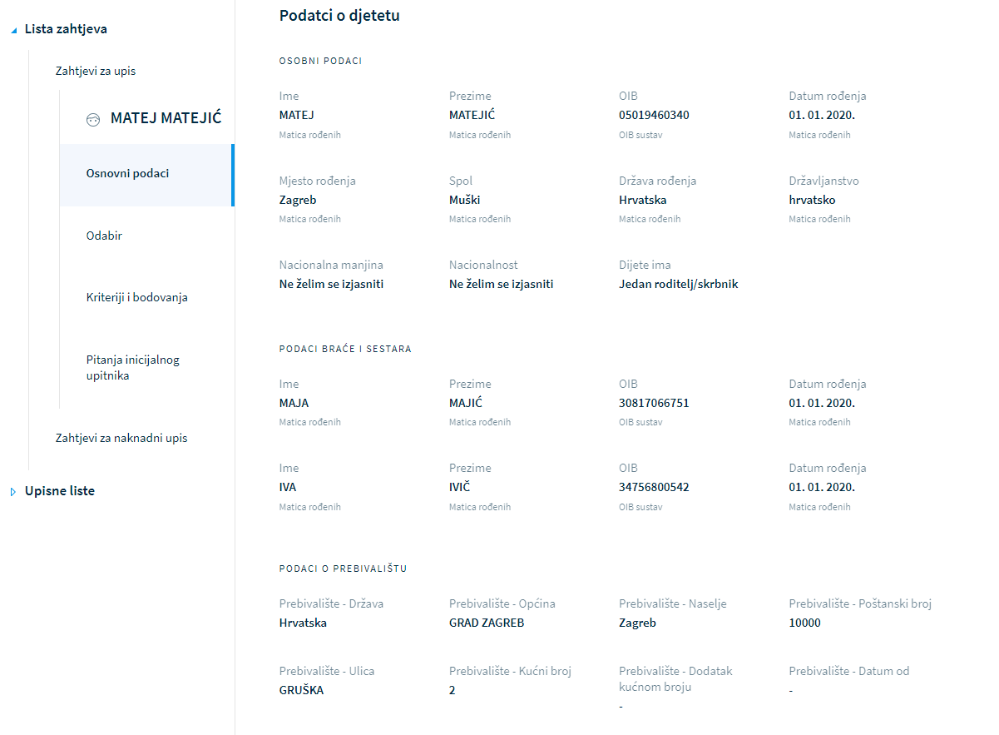 Lista zahtjeva
Zahtjevi za upis
MATEJ MATEJIĆ
Osnovni podaci
Odabir
Kriteriji i bodovanja
Pitanja inicijalnog
upitnika
Zahtjevi za naknadni upis
Upisne liste
Podatci o djetetu
OSOBNI PODACI
Ime Prezime OIB Datum rođenja
MATEJ MATEJIĆ 05019460340 01. 01. 2020.
Matica rođenih Matica rođenih OIB sustav Matica rođenih
Mjesto rođenja Spol Država rođenja Državljanstvo
Zagreb Muški Hrvatska hrvatsko
Matica rođenih Matica rođenih Matica rođenih Matica rođenih
Nacionalna manjina Nacionalnost Dijete ima
Ne želim se izjasniti Ne želim se izjasniti Jedan roditelj/skrbnik
PODACI BRAĆE I SESTARA
Ime Prezime OIB Datum rođenja
MAJA MAJIĆ 30817066751 01. 01. 2020.
Matica rođenih Matica rođenih OIB sustav Matica rođenih
Ime Prezime OIB Datum rođenja
IVA IVIČ 34756800542 01. 01. 2020.
Matica rođenih Matica rođenih OIB sustav Matica rođenih
PODACI O PREBIVALIŠTU
Prebivalište - Država Prebivalište - Općina Prebivalište - Naselje Prebivalište - Poštanski broj
Hrvatska GRAD ZAGREB Zagreb 10000
Prebivalište - Ulica Prebivalište - Kućni broj Prebivalište - Dodatak Prebivalište - Datum od
kućnom broju
GRUŠKA 2 - -